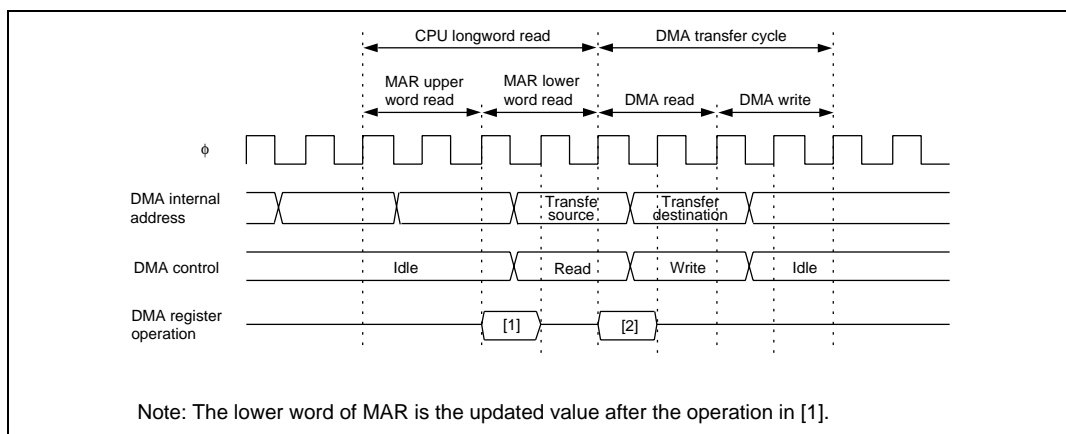 CPU longword read DMA transfer cycle
MAR upper word read MAR lower word read DMA read DMA write
ϕ
DMA internal address
Transfe source
Transfer destination
DMA control Idle Read Write Idle
DMA register operation [1] [2]
Note: The lower word of MAR is the updated value after the operation in [1].